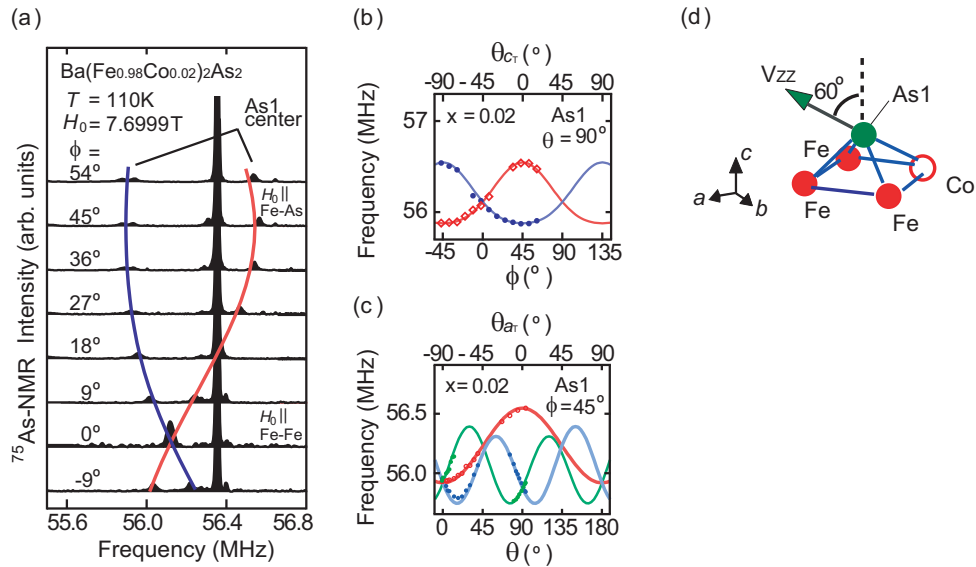 (a)
Ba(Fe0.98Co0.02)2As2
T = 110K
H0= 7.6999T
ϕ =
As1
center
54°
H0||
Fe-As
45°
36°
27°
18°
9°
H0||
Fe-Fe
0°
-9°
75As-NMR Intensity (arb. units)
55.6 56.0 56.4 56.8
Frequency (MHz)
(b)
θcT(°)
-90 -45 0 45 90
x = 0.02 As1
θ = 90°
57
56
Frequency (MHz)
-45 0 45 90 135
ϕ(°)
(c)
θaT(°)
-90 -45 0 45 90
x = 0.02 As1
ϕ=45°
56.5
56.0
Frequency (MHz)
0 45 90 135 180
θ(°)
(d)
Vzz
60°
As1
Fe
Co
Fe
Fe
c
a
b